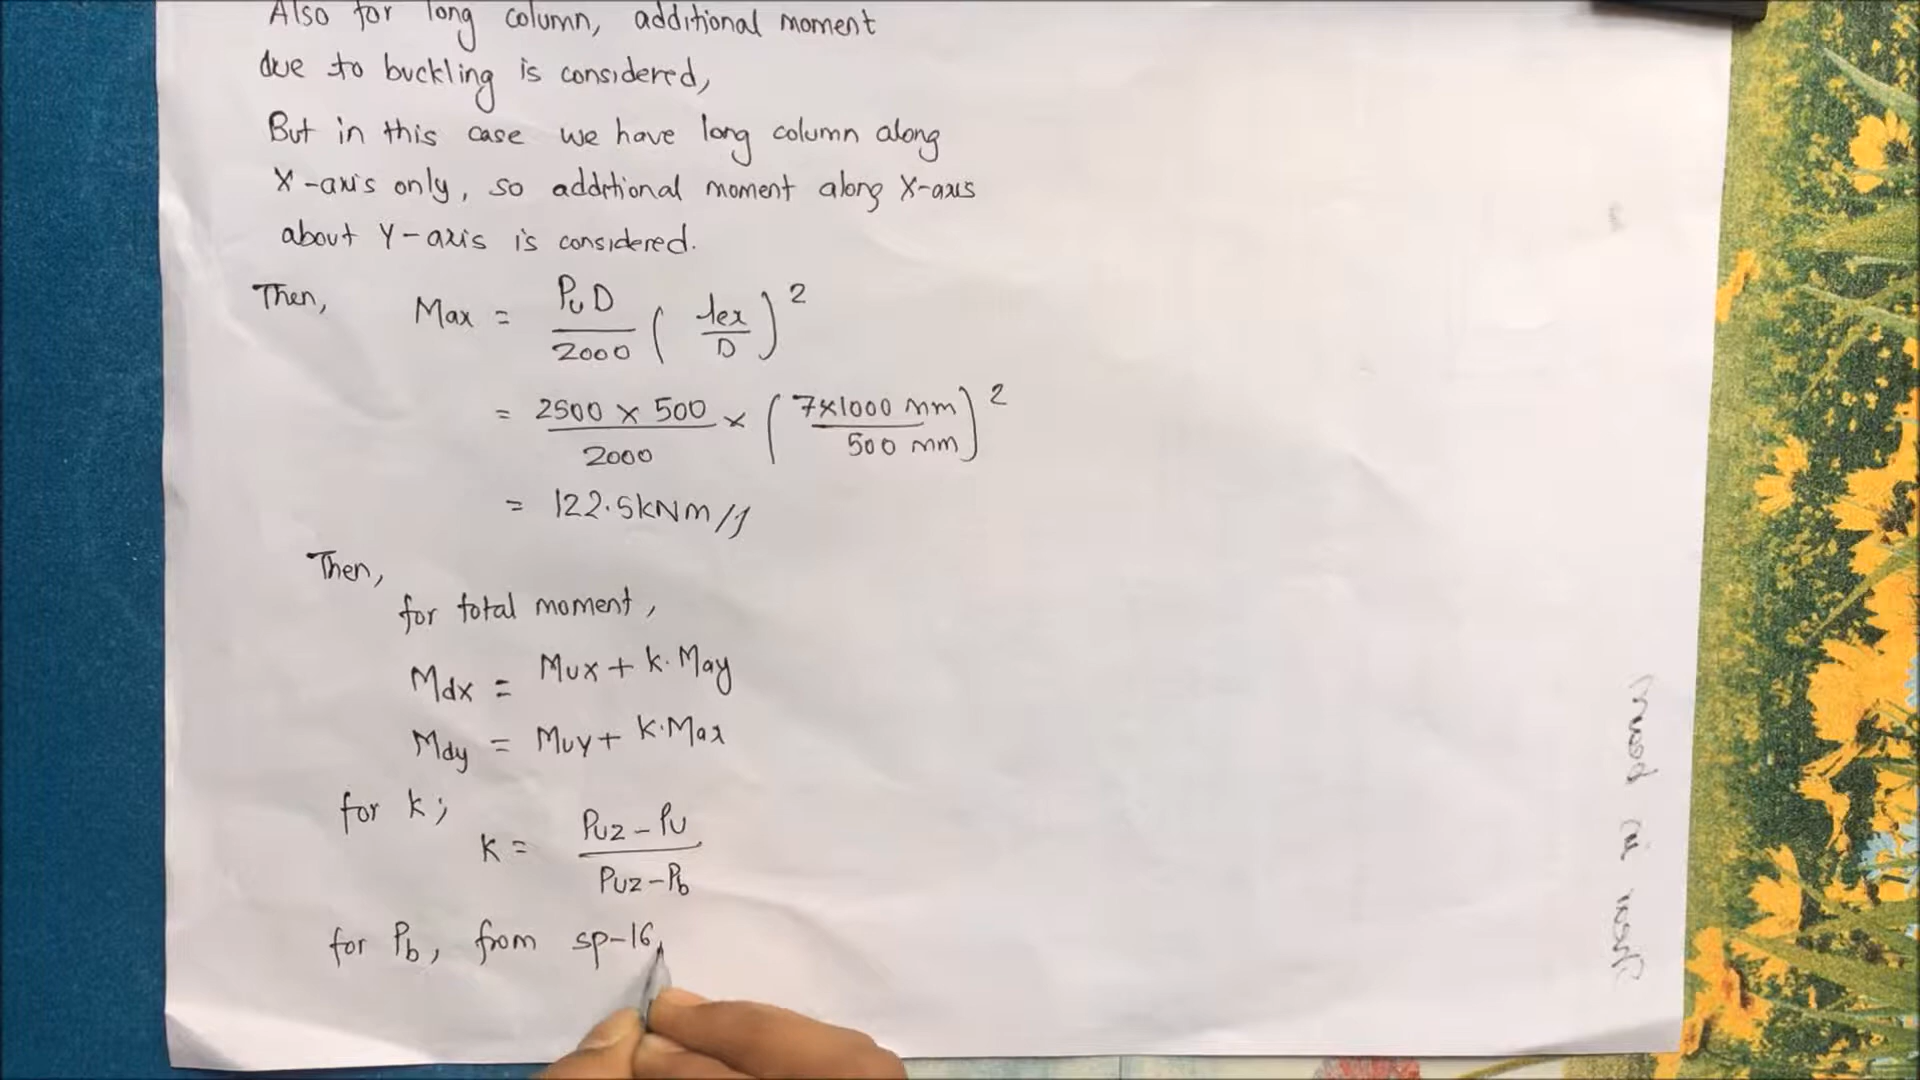 Also for long column, additional moment
due to buckling is considered,
But in this case we have long column along
X-axis only, so additional moment along X-axis
about Y-axis is considered.
Then, Max = PuD/2000 (lex/D)²
= 2500 × 500/2000 × (7×1000 mm/500 mm)²
= 122.5kNm//
Then,
for total moment,
Mdx = Mux + k.May
Mdy = Muy + k.Max
for k;
k = Puz - Pu/Puz - Pb
for Pb, from sp-16,